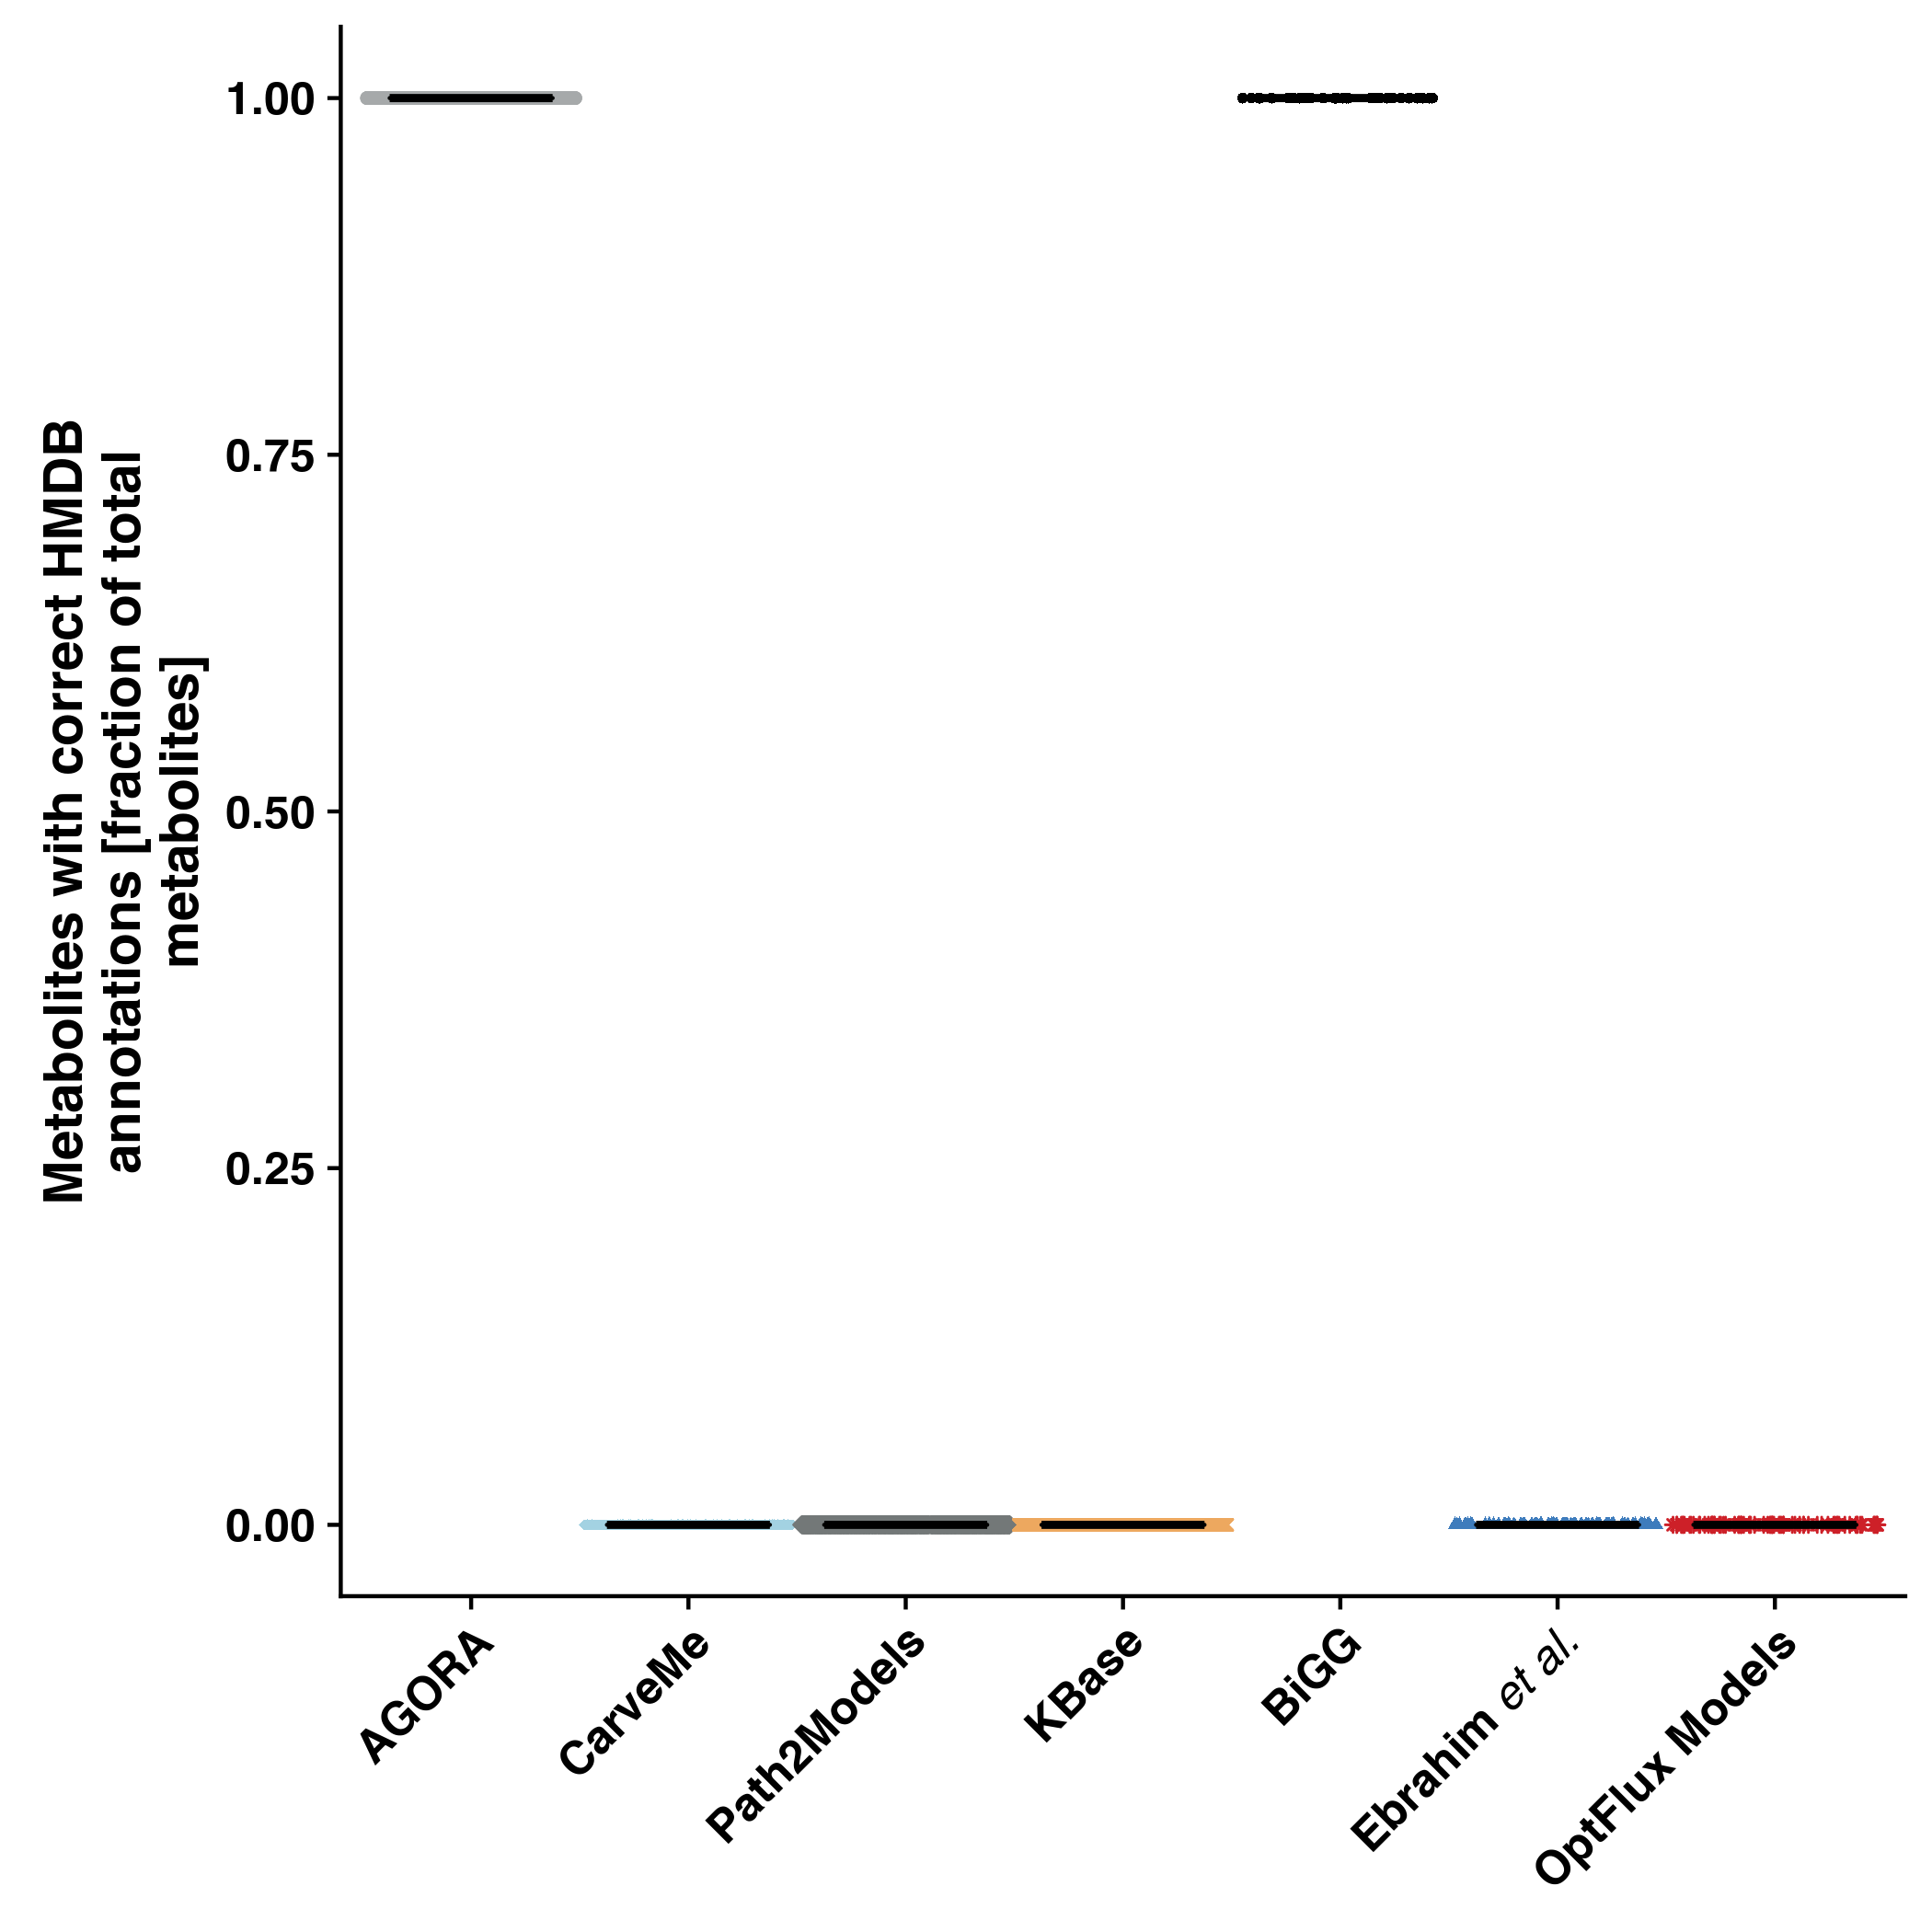 Metabolites with correct HMDB
annotations [fraction of total
metabolites]
1.00
0.75
0.50
0.25
0.00
AGORA
CarveMe
Path2Models
KBase
BiGG
Ebrahim et al.
OptFlux Models